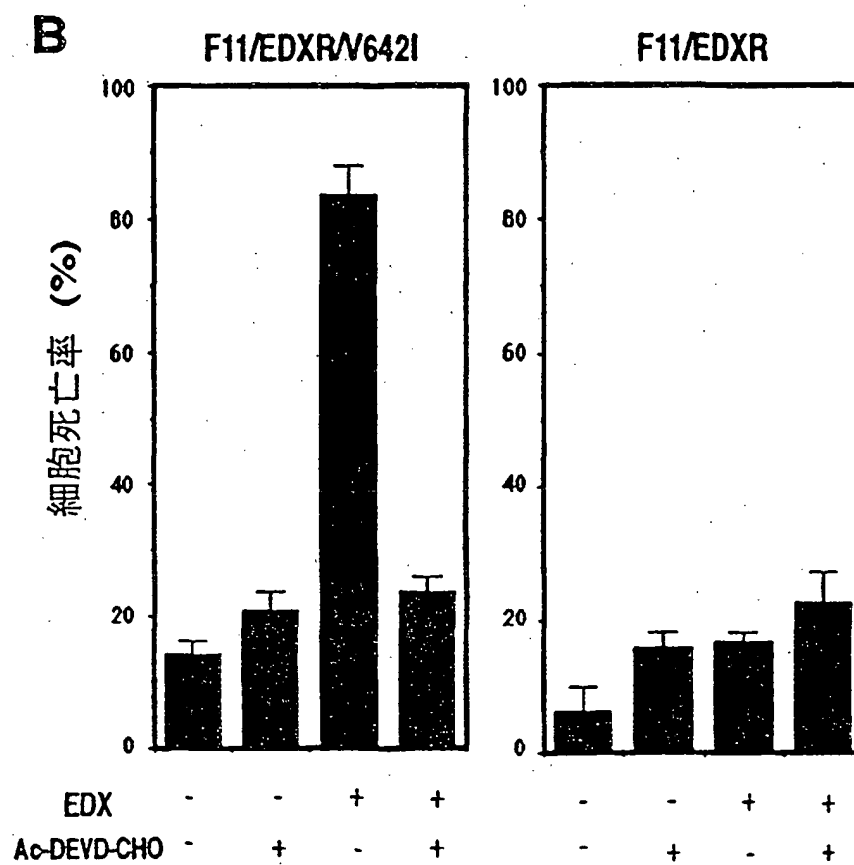 B
F11/EDXR/V642I
F11/EDXR
細胞死亡率 (%)
100
80
60
40
20
0
100
80
60
40
20
0
EDX - - + + - - + +
Ac-DEVD-CHO - + - + + - +